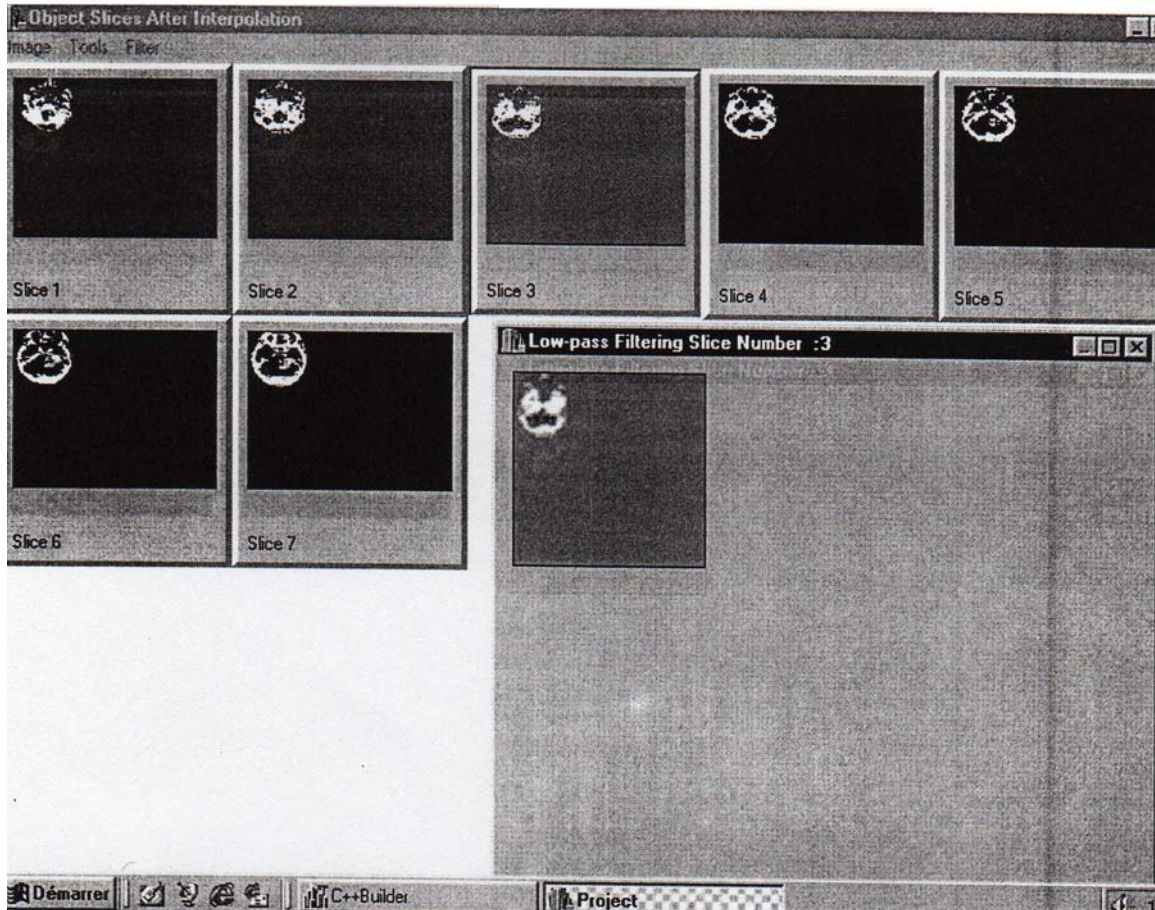 Object Slices After Interpolation
Image Tools Filter
Slice 1
Slice 2
Slice 3
Slice 4
Slice 5
Low-pass Filtering Slice Number :3
Slice 6
Slice 7
Démarrer
C++Builder
Project